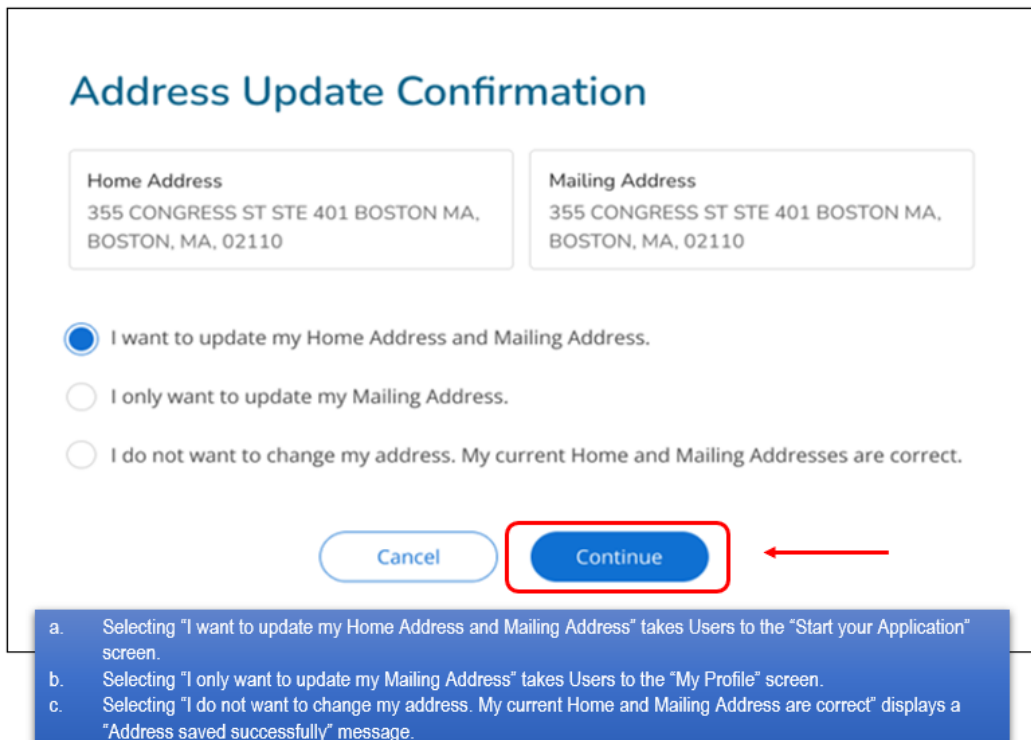 Address Update Confirmation
Home Address
355 CONGRESS ST STE 401 BOSTON MA,
BOSTON, MA, 02110
Mailing Address
355 CONGRESS ST STE 401 BOSTON MA,
BOSTON, MA, 02110
I want to update my Home Address and Mailing Address.
I only want to update my Mailing Address.
I do not want to change my address. My current Home and Mailing Addresses are correct.
Cancel
Continue
a. Selecting "I want to update my Home Address and Mailing Address" takes Users to the "Start your Application"
screen.
b. Selecting "I only want to update my Mailing Address" takes Users to the "My Profile" screen.
c. Selecting "I do not want to change my address. My current Home and Mailing Address are correct" displays a
"Address saved successfully" message.